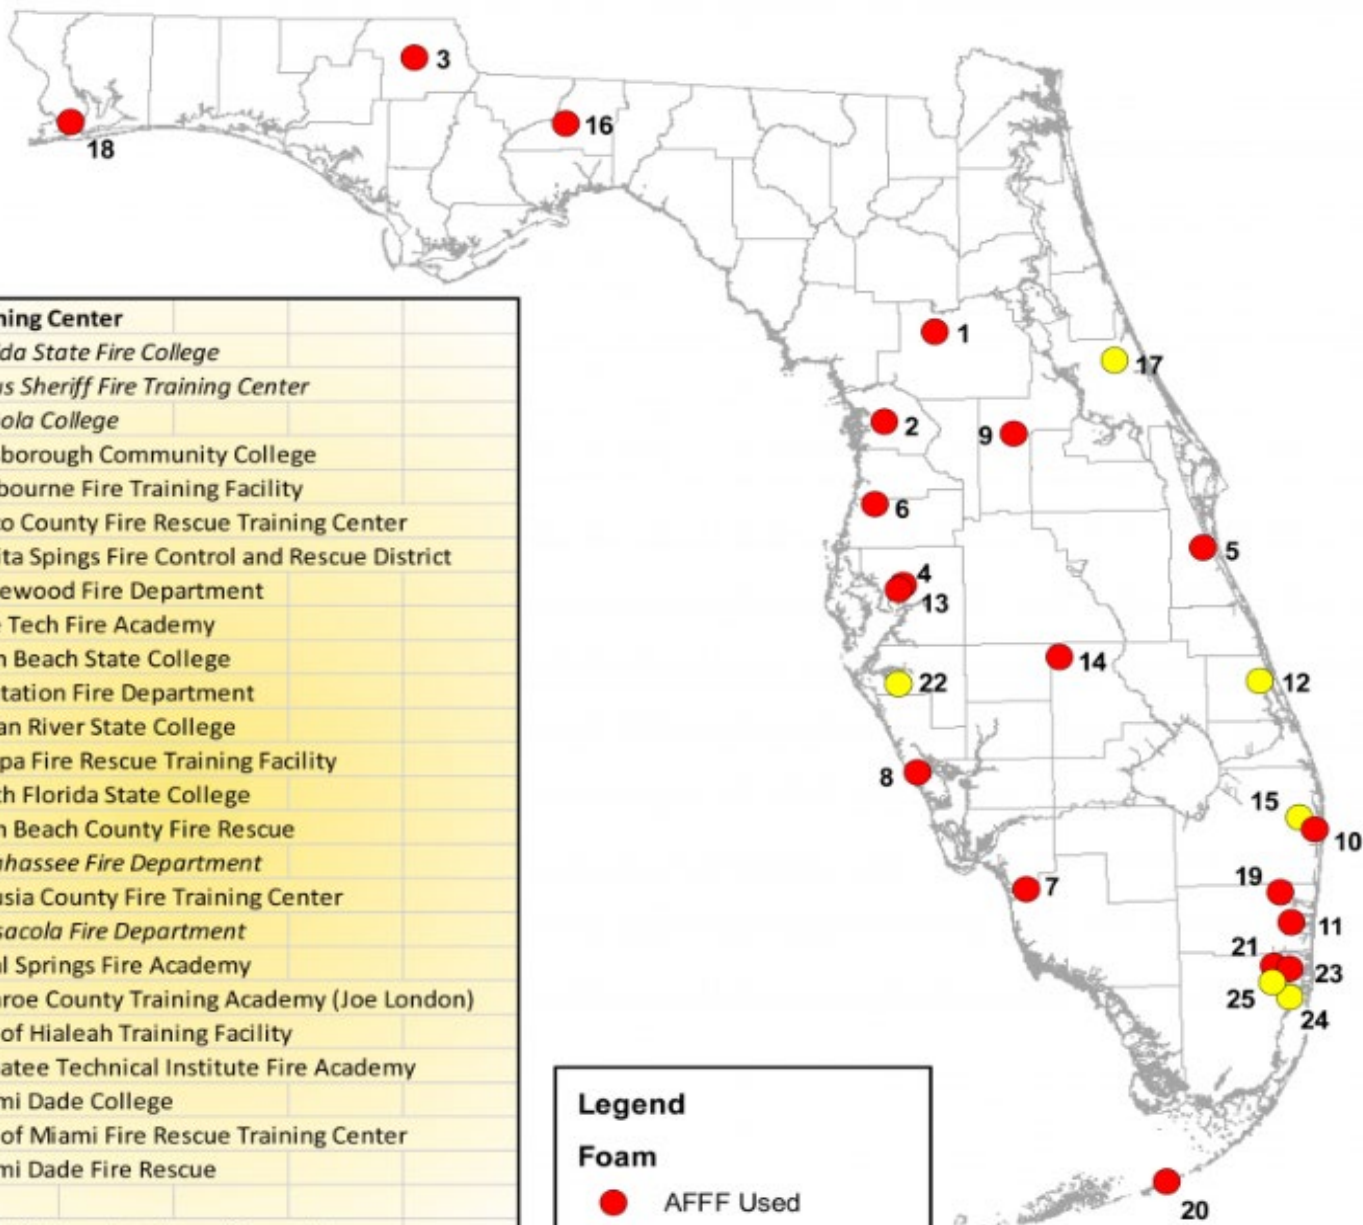 3
16
18
ning Center
da State Fire College
us Sheriff Fire Training Center
ola College
borough Community College
bourne Fire Training Facility
co County Fire Rescue Training Center
ita Spings Fire Control and Rescue District
lewood Fire Department
e Tech Fire Academy
n Beach State College
tation Fire Department
an River State College
pa Fire Rescue Training Facility
th Florida State College
n Beach County Fire Rescue
ahassee Fire Department
usia County Fire Training Center
sacola Fire Department
al Springs Fire Academy
nroe County Training Academy (Joe London)
of Hialeah Training Facility
atee Technical Institute Fire Academy
mi Dade College
of Miami Fire Rescue Training Center
mi Dade Fire Rescue
1
17
2
9
6
5
4
13
14
22
12
8
15
10
7
19
11
21
23
25
24
20
Legend
Foam
AFFF Used